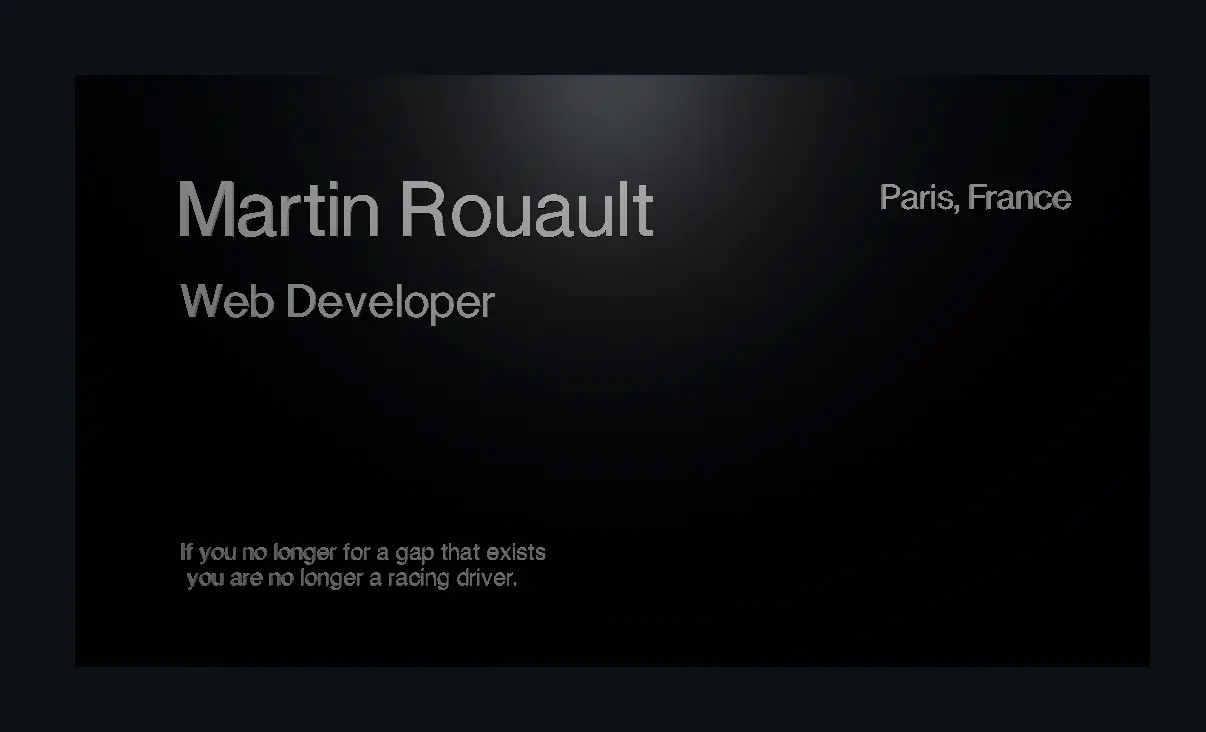 Martin Rouault
Paris, France
Web Developer
If you no longer for a gap that exists
you are no longer a racing driver.